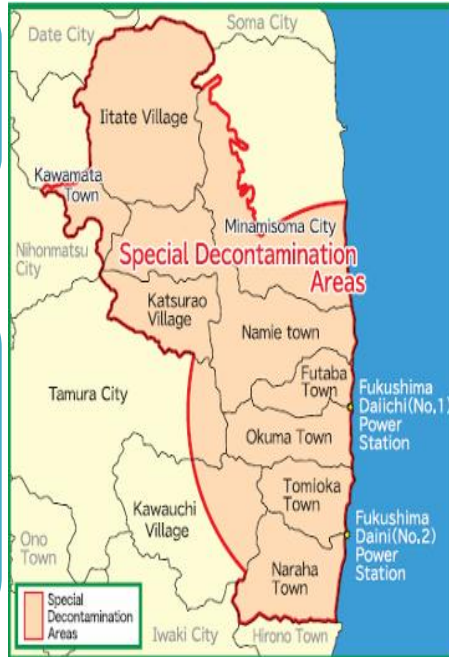 Date City
Soma City
Iitate Village
Kawamata
Town
Minamisoma City
Nihonmatsu
City
Special Decontamination
Areas
Katsurao
Village
Namie town
Futaba
Town
Fukushima
Daiichi(No.1)
Power
Station
Tamura City
Okuma Town
Tomioka
Town
Kawauchi
Village
Fukushima
Daini(No.2)
Power
Station
Ono
Town
Naraha
Town
Special
Decontamination
Areas
Iwaki City
Hirono Town